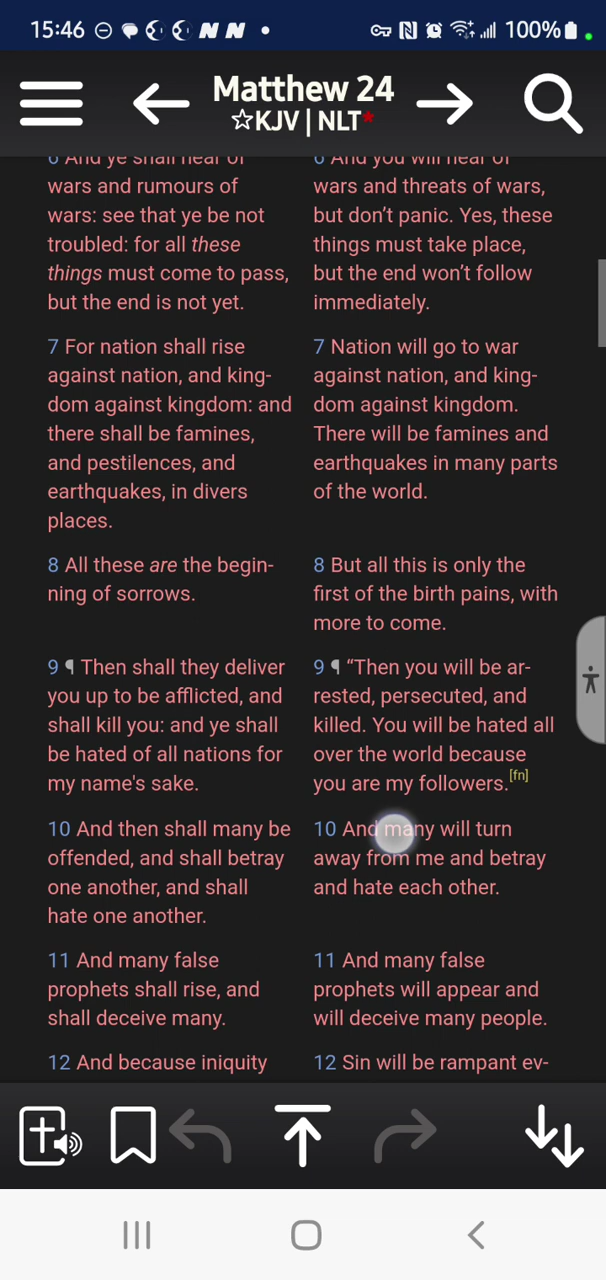 15:46
100%
Matthew 24
☆KJV | NLT*
6 And ye shall hear of
wars and rumours of
wars: see that ye be not
troubled: for all these
things must come to pass,
but the end is not yet.
7 For nation shall rise
against nation, and king-
dom against kingdom: and
there shall be famines,
and pestilences, and
earthquakes, in divers
places.
8 All these are the begin-
ning of sorrows.
9 ¶ Then shall they deliver
you up to be afflicted, and
shall kill you: and ye shall
be hated of all nations for
my name's sake.
10 And then shall many be
offended, and shall betray
one another, and shall
hate one another.
11 And many false
prophets shall rise, and
shall deceive many.
12 And because iniquity
6 And you will hear of
wars and threats of wars,
but don’t panic. Yes, these
things must take place,
but the end won’t follow
immediately.
7 Nation will go to war
against nation, and king-
dom against kingdom.
There will be famines and
earthquakes in many parts
of the world.
8 But all this is only the
first of the birth pains, with
more to come.
9 ¶ “Then you will be ar-
rested, persecuted, and
killed. You will be hated all
over the world because
you are my followers.[fn]
10 And many will turn
away from me and betray
and hate each other.
11 And many false
prophets will appear and
will deceive many people.
12 Sin will be rampant ev-